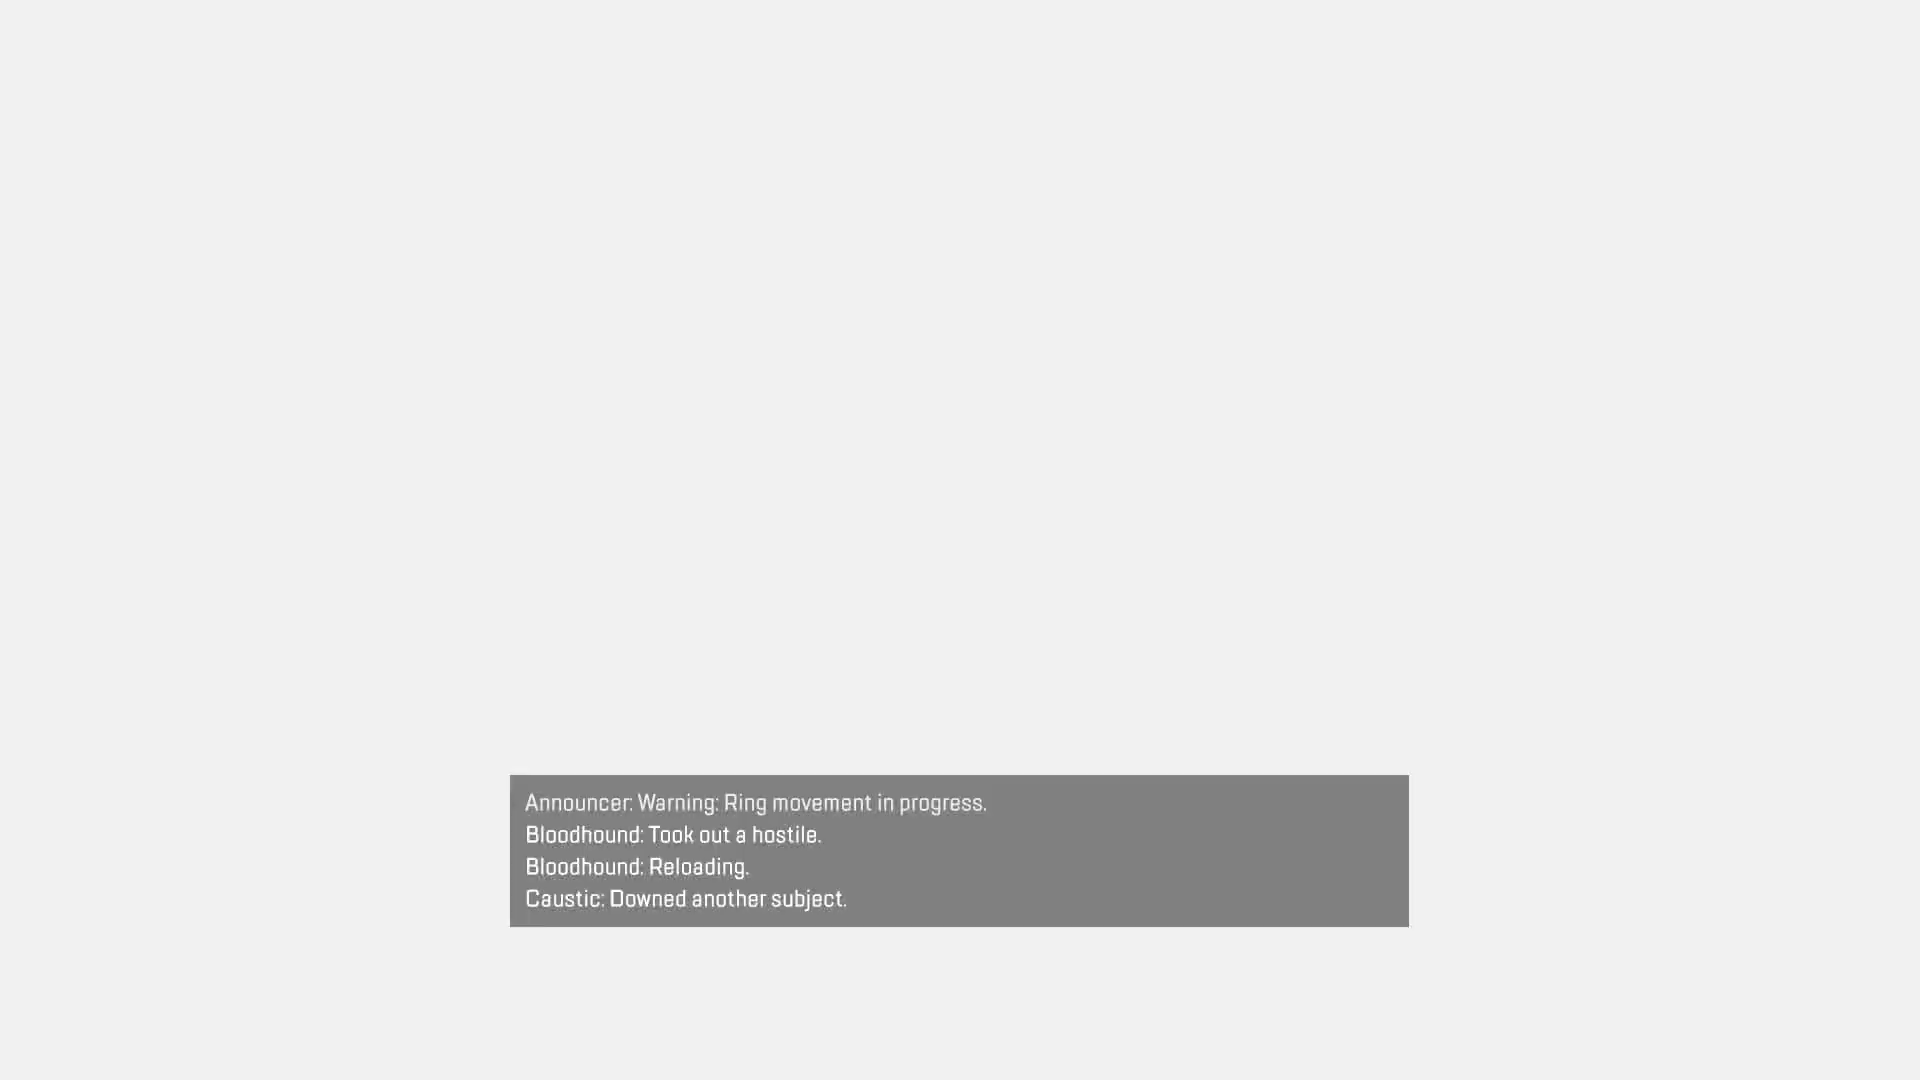 Announcer: Warning: Ring movement in progress.
Bloodhound: Took out a hostile.
Bloodhound: Reloading.
Caustic: Downed another subject.